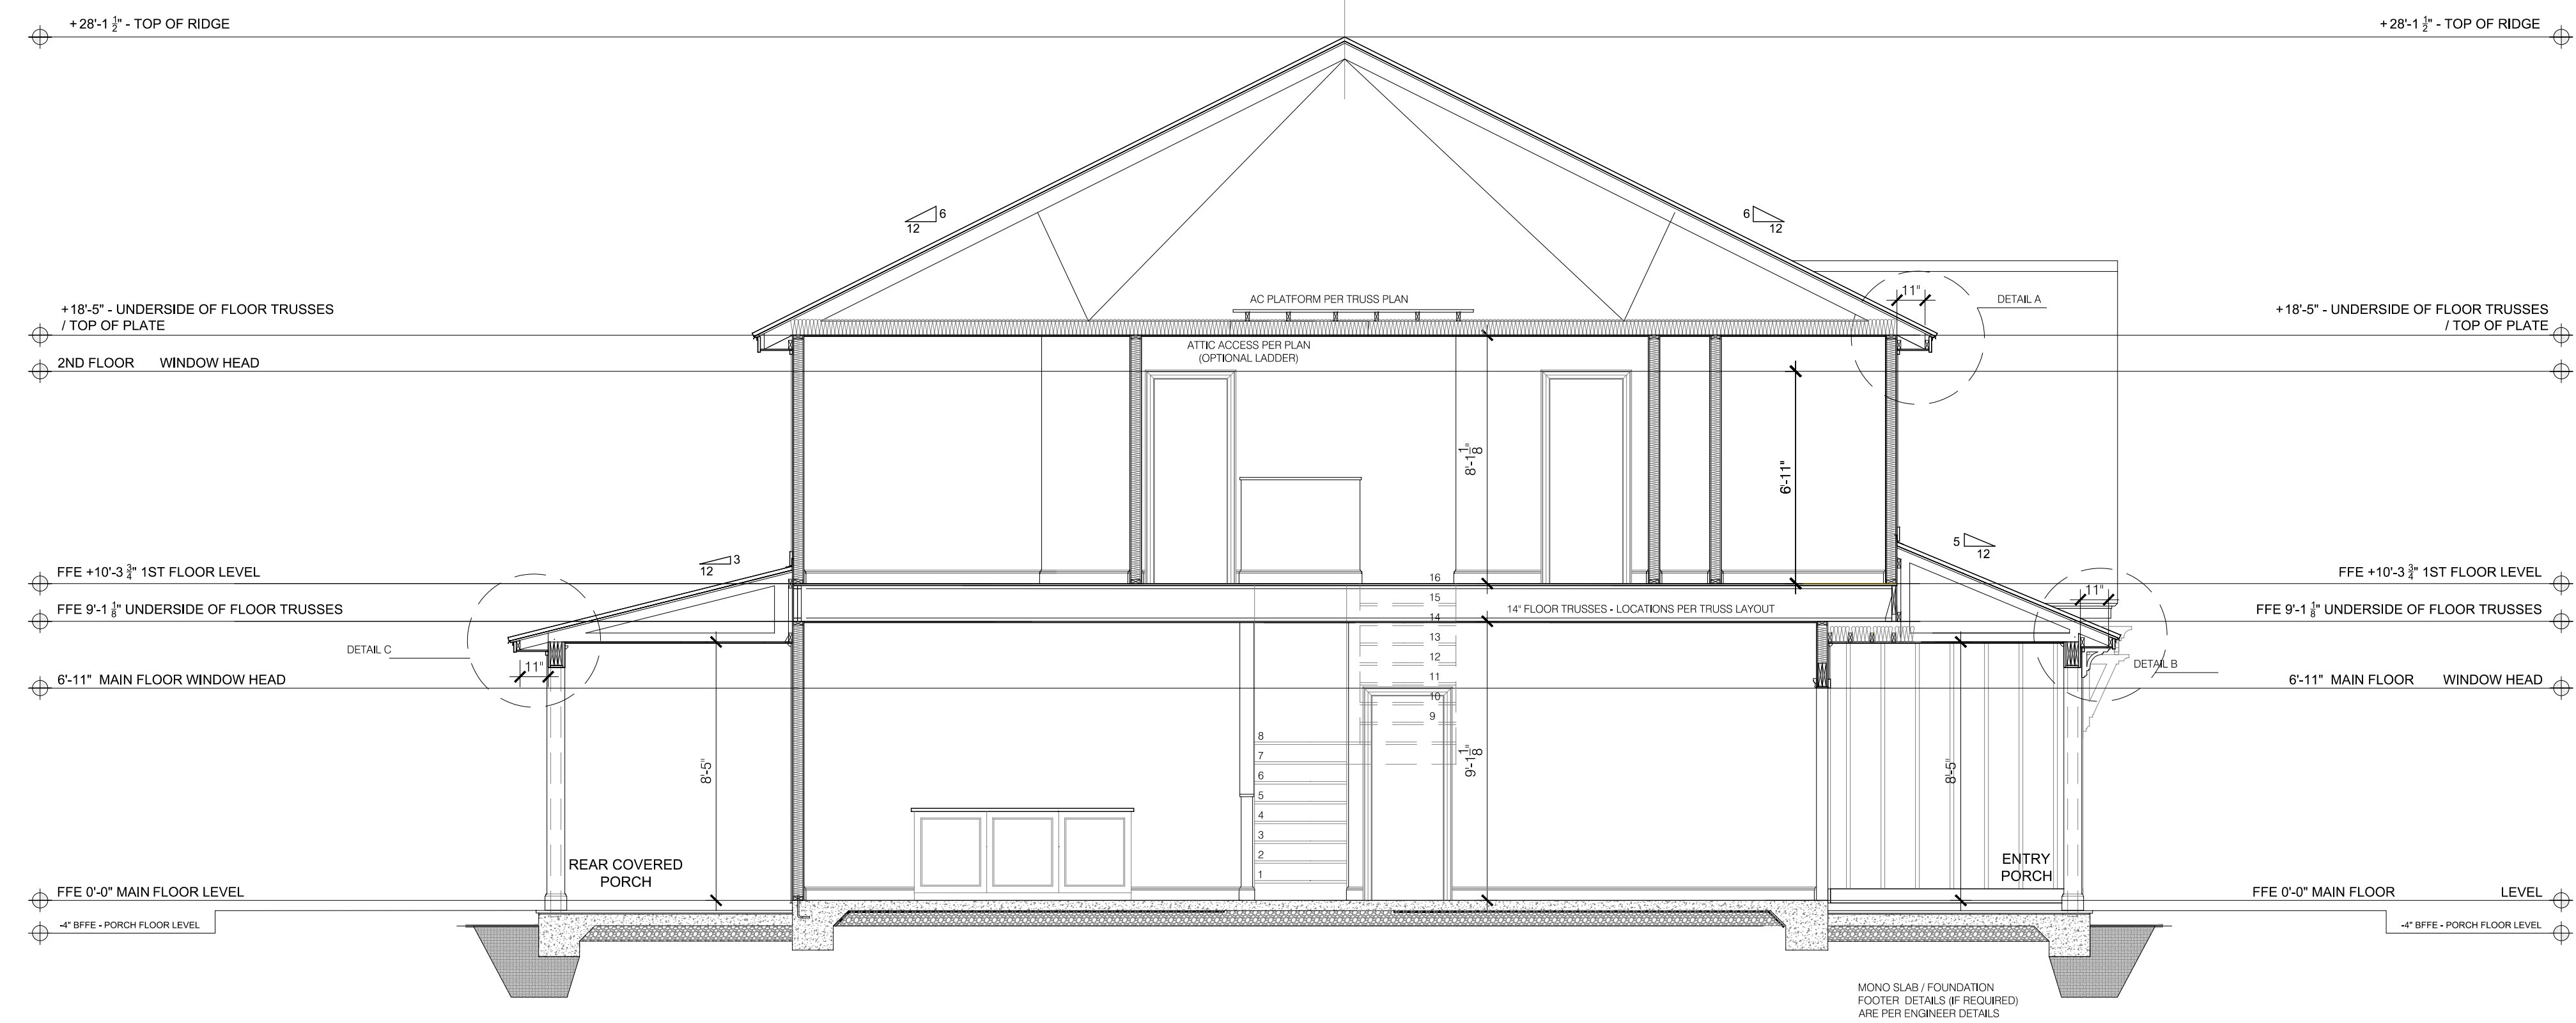 +28'-1 1/2" - TOP OF RIDGE
+28'-1 1/2" - TOP OF RIDGE
6
12
6
12
11"
DETAIL A
AC PLATFORM PER TRUSS PLAN
+18'-5" - UNDERSIDE OF FLOOR TRUSSES
/ TOP OF PLATE
+18'-5" - UNDERSIDE OF FLOOR TRUSSES
/ TOP OF PLATE
ATTIC ACCESS PER PLAN
(OPTIONAL LADDER)
2ND FLOOR WINDOW HEAD
8'-1 1/8"
6'-11"
3
12
5
12
FFE +10'-3 3/4" 1ST FLOOR LEVEL
FFE +10'-3 3/4" 1ST FLOOR LEVEL
11"
16
15
14
13
12
11
10
9
8
7
6
5
4
3
2
1
FFE 9'-1 1/8" UNDERSIDE OF FLOOR TRUSSES
14" FLOOR TRUSSES - LOCATIONS PER TRUSS LAYOUT
FFE 9'-1 1/8" UNDERSIDE OF FLOOR TRUSSES
DETAIL C
11"
DETAIL B
6'-11" MAIN FLOOR WINDOW HEAD
6'-11" MAIN FLOOR WINDOW HEAD
8'-5"
9'-1 1/8"
8'-5"
REAR COVERED
PORCH
ENTRY
PORCH
FFE 0'-0" MAIN FLOOR LEVEL
FFE 0'-0" MAIN FLOOR LEVEL
-4" BFFE - PORCH FLOOR LEVEL
-4" BFFE - PORCH FLOOR LEVEL
MONO SLAB / FOUNDATION
FOOTER DETAILS (IF REQUIRED)
ARE PER ENGINEER DETAILS